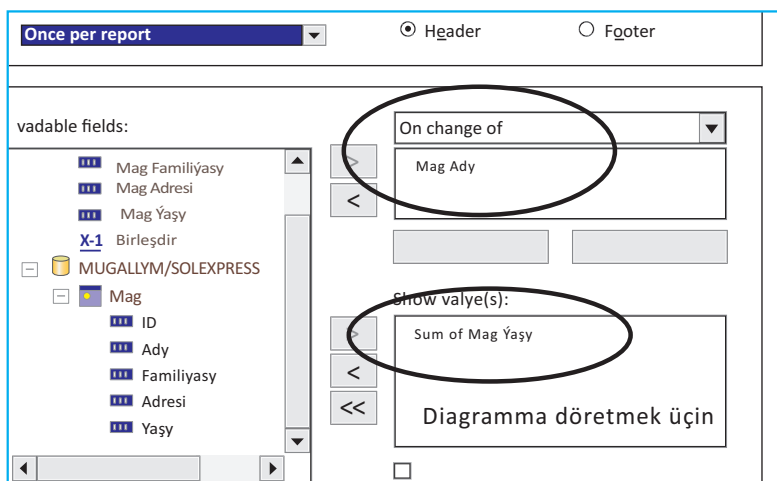 Once per report
Header
Footer
vadable fields:
Mag Familiýasy
Mag Adresi
Mag Ýaşy
X-1 Birleşdir
MUGALLYM/SOLEXPRESS
Mag
ID
Ady
Familiyasy
Adresi
Yaşy
>
<
On change of
Mag Ady
Show valye(s):
>
<
<<
Sum of Mag Ýaşy
Diagramma döretmek üçin